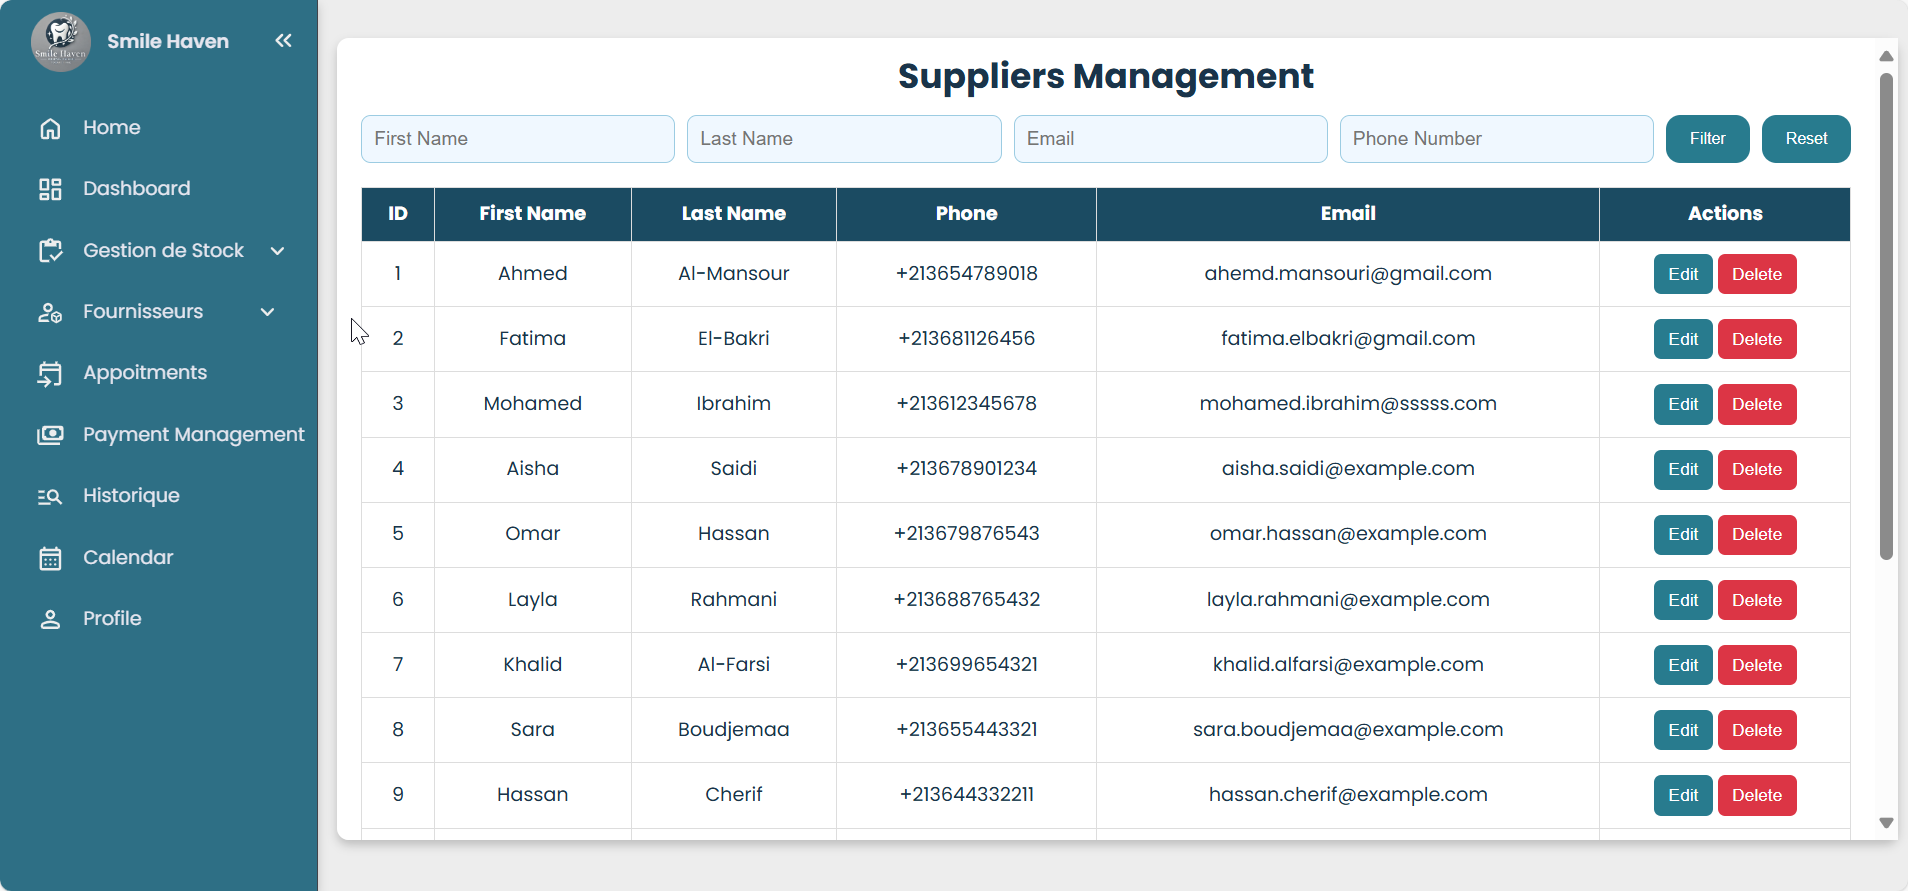 Smile Haven
Smile Haven
Home
Dashboard
Gestion de Stock
Fournisseurs
Appoitments
Payment Management
Historique
Calendar
Profile
Suppliers Management
First Name Last Name Email Phone Number Filter Reset
ID First Name Last Name Phone Email Actions
1 Ahmed Al-Mansour +213654789018 ahemd.mansouri@gmail.com Edit Delete
2 Fatima El-Bakri +213681126456 fatima.elbakri@gmail.com Edit Delete
3 Mohamed Ibrahim +213612345678 mohamed.ibrahim@sssss.com Edit Delete
4 Aisha Saidi +213678901234 aisha.saidi@example.com Edit Delete
5 Omar Hassan +213679876543 omar.hassan@example.com Edit Delete
6 Layla Rahmani +213688765432 layla.rahmani@example.com Edit Delete
7 Khalid Al-Farsi +213699654321 khalid.alfarsi@example.com Edit Delete
8 Sara Boudjemaa +213655443321 sara.boudjemaa@example.com Edit Delete
9 Hassan Cherif +213644332211 hassan.cherif@example.com Edit Delete